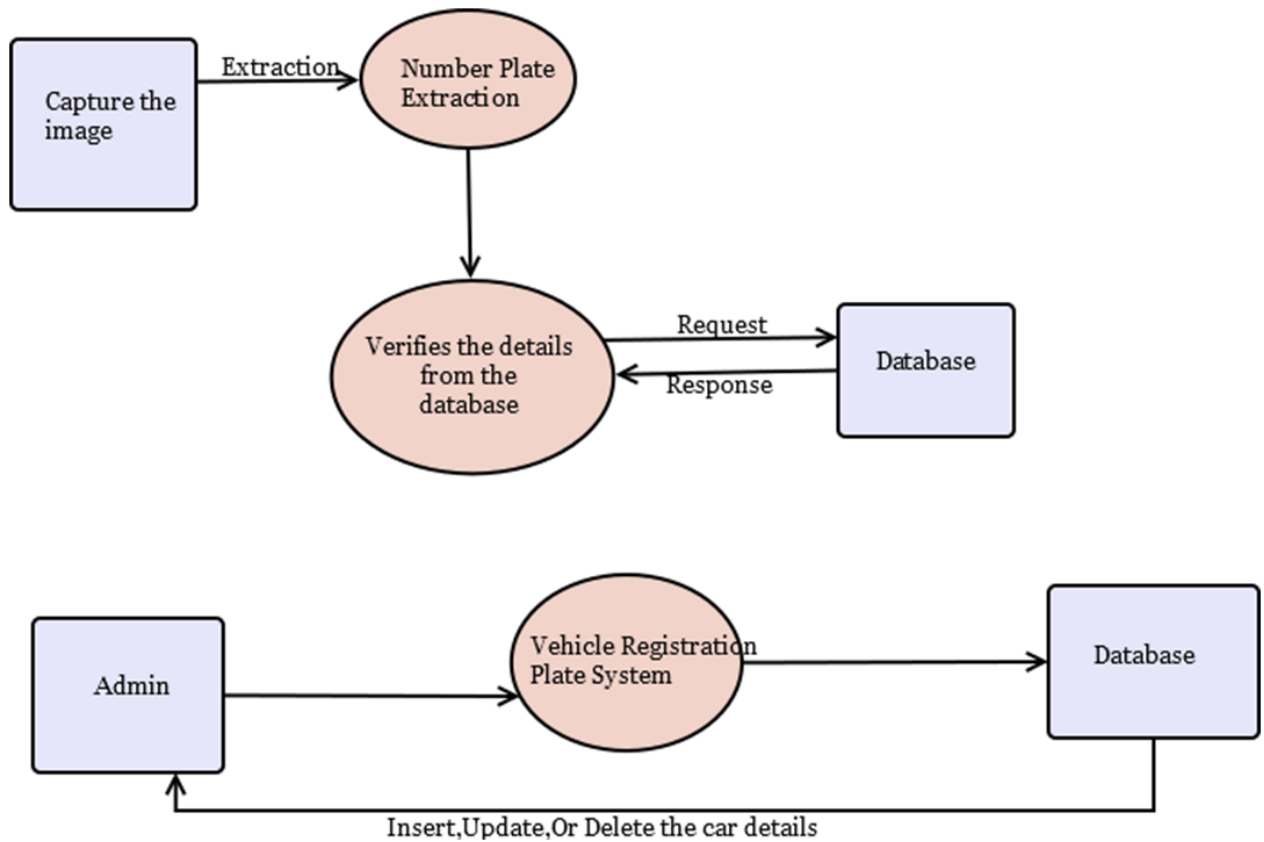 Capture the
image
Extraction
Number Plate
Extraction
Verifies the details
from the
database
Request
Response
Database
Admin
Vehicle Registration
Plate System
Database
Insert,Update,Or Delete the car details